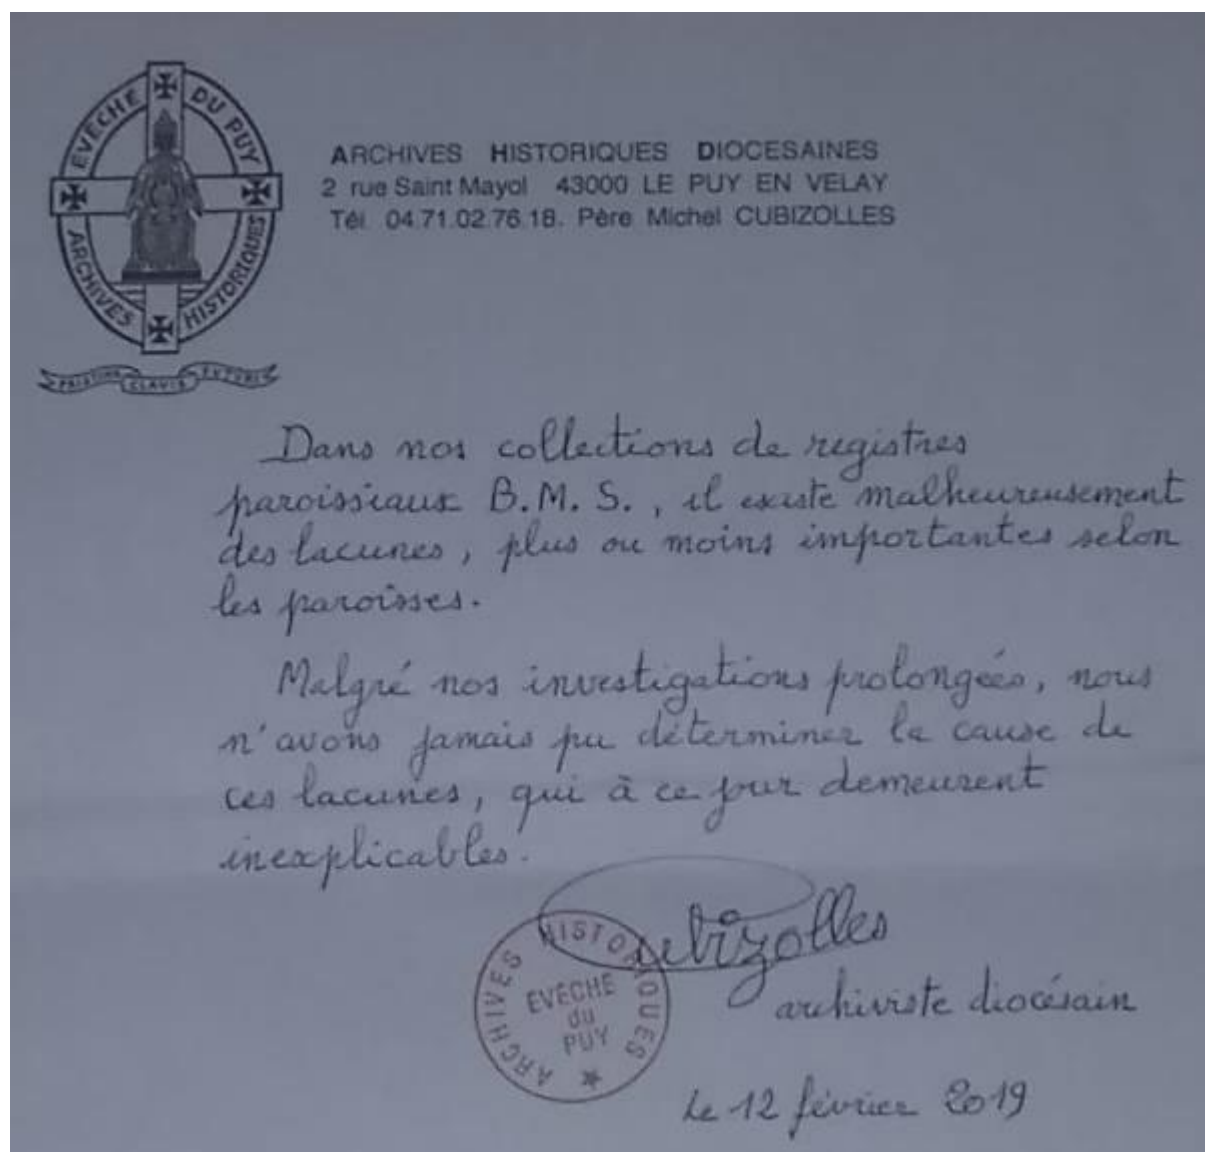 EVÊCHÉ DU PUY
ARCHIVES HISTORIQUES
PRISTINA CLAVIS FUTURI
ARCHIVES HISTORIQUES DIOCESAINES
2 rue Saint Mayol 43000 LE PUY EN VELAY
Tél. 04.71.02.76.18. Père Michel CUBIZOLLES
Dans nos collections de registres
paroissiaux B.M.S., il existe malheureusement
des lacunes, plus ou moins importantes selon
les paroisses.
Malgré nos investigations prolongées, nous
n'avons jamais pu déterminer la cause de
ces lacunes, qui à ce jour demeurent
inexplicables.
Cubizolles
ARCHIVES HISTORIQUES
EVÊCHÉ
du
PUY
archiviste diocésain
le 12 février 2019